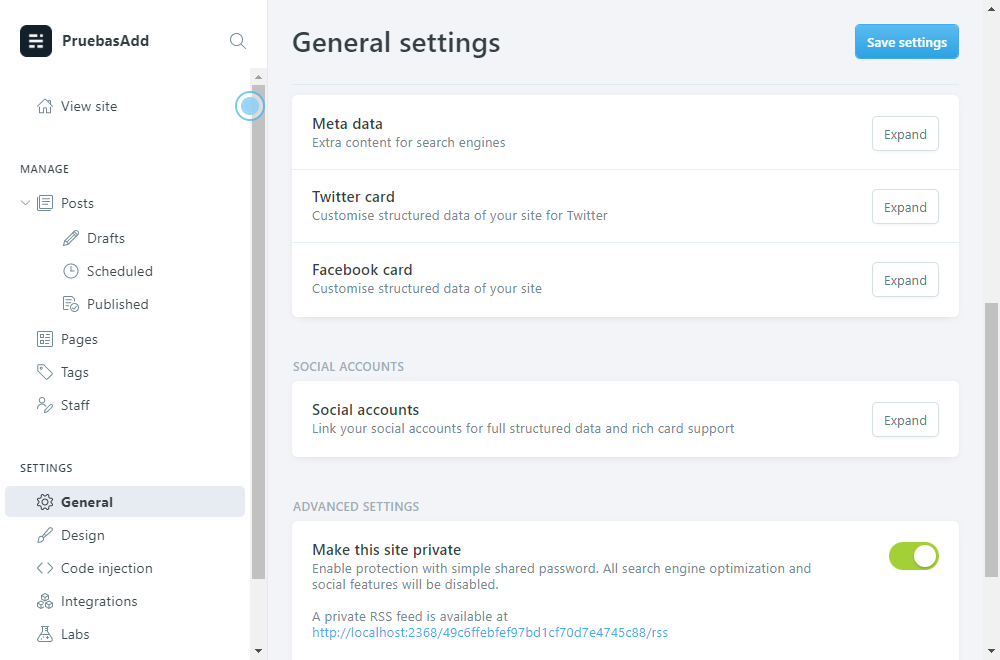 PruebasAdd
View site
MANAGE
Posts
Drafts
Scheduled
Published
Pages
Tags
Staff
SETTINGS
General
Design
Code injection
Integrations
Labs
General settings
Save settings
Meta data
Extra content for search engines
Expand
Twitter card
Customise structured data of your site for Twitter
Expand
Facebook card
Customise structured data of your site
Expand
SOCIAL ACCOUNTS
Social accounts
Link your social accounts for full structured data and rich card support
Expand
ADVANCED SETTINGS
Make this site private
Enable protection with simple shared password. All search engine optimization and
social features will be disabled.
A private RSS feed is available at
http://localhost:2368/49c6ffebfef97bd1cf70d7e4745c88/rss